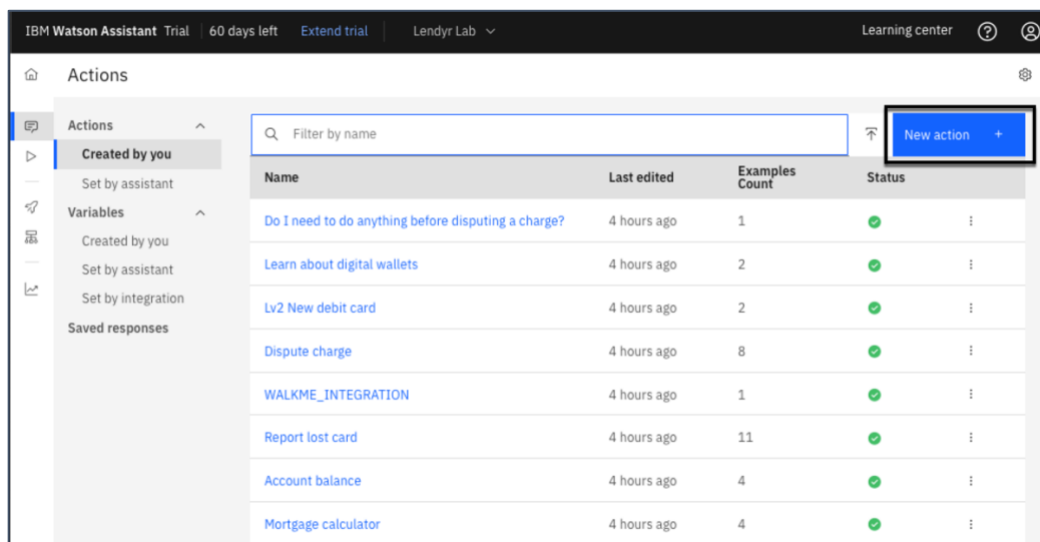 IBM Watson Assistant Trial 60 days left Extend trial Lendyr Lab Learning center
Actions
Actions
Created by you
Set by assistant
Variables
Created by you
Set by assistant
Set by integration
Saved responses
Filter by name
New action +
Name Last edited Examples Count Status
Do I need to do anything before disputing a charge? 4 hours ago 1
Learn about digital wallets 4 hours ago 2
Lv2 New debit card 4 hours ago 2
Dispute charge 4 hours ago 8
WALKME_INTEGRATION 4 hours ago 1
Report lost card 4 hours ago 11
Account balance 4 hours ago 4
Mortgage calculator 4 hours ago 4